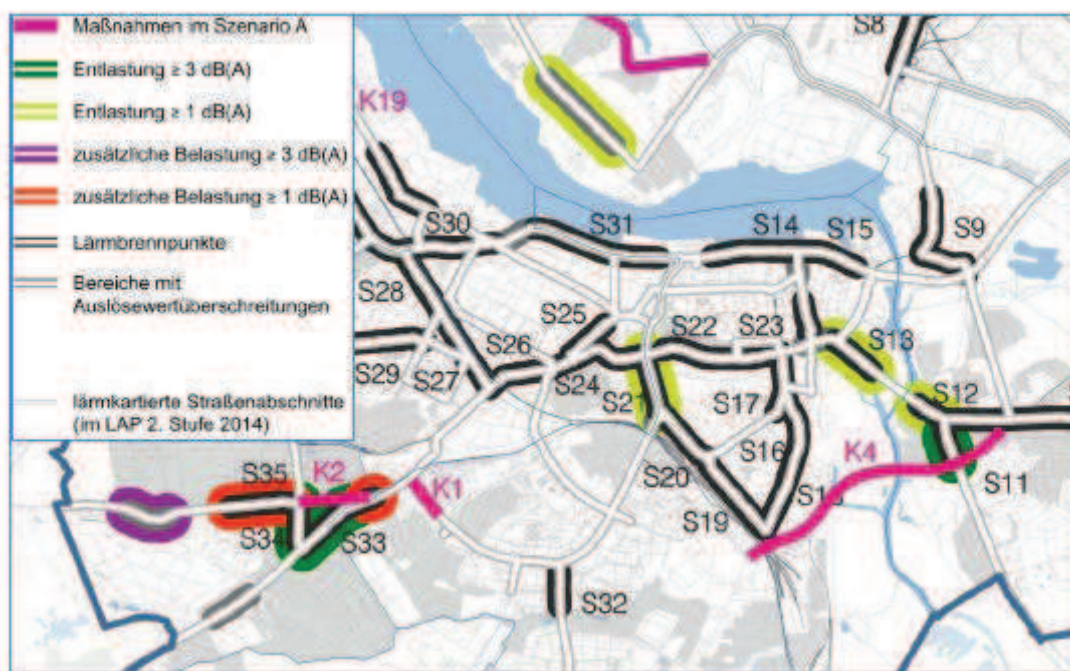 Maßnahmen im Szenario A
Entlastung ≥ 3 dB(A)
Entlastung ≥ 1 dB(A)
zusätzliche Belastung ≥ 3 dB(A)
zusätzliche Belastung ≥ 1 dB(A)
Lärmbrennpunkte
Bereiche mit
Auslösewertüberschreitungen
lärmkartierte Straßenabschnitte
(im LAP 2. Stufe 2014)
S8
K19
S30
S31
S14
S15
S9
S28
S25
S22
S23
S13
S26
S29
S27
S24
S21
S12
S17
S16
K4
S11
S35
K2
K1
S20
S19
S34
S33
S32